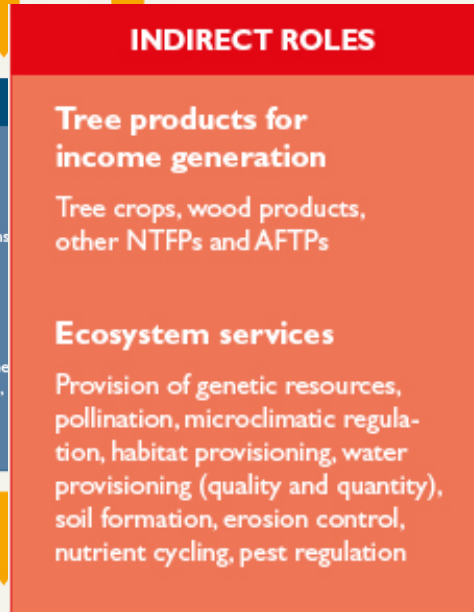 INDIRECT ROLES
Tree products for
income generation
Tree crops, wood products,
other NTFPs and AFTPs
Ecosystem services
Provision of genetic resources,
pollination, microclimatic regula-
tion, habitat provisioning, water
provisioning (quality and quantity),
soil formation, erosion control,
nutrient cycling, pest regulation